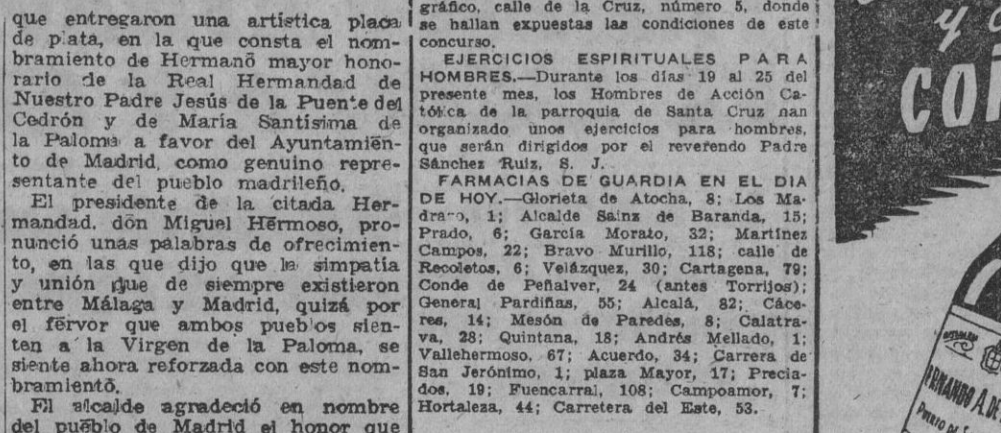 que entregaron una artística placa
de plata, en la que consta el nom-
bramiento de Hermano mayor hono-
rario de la Real Hermandad de
Nuestro Padre Jesús de la Puente del
Cedrón y de María Santísima de
la Paloma a favor del Ayuntamien-
to de Madrid, como genuino repre-
sentante del pueblo madrileño.
El presidente de la citada Her-
mandad, don Miguel Hermoso, pro-
nunció unas palabras de ofrecimien-
to, en las que dijo que la simpatía
y unión que de siempre existieron
entre Málaga y Madrid, quizá por
el fervor que ambos pueblos sien-
ten a la Virgen de la Paloma, se
siente ahora reforzada con este nom-
bramiento.
El alcalde agradeció en nombre
del pueblo de Madrid el honor que
gráfico, calle de la Cruz, número 5, donde
se hallan expuestas las condiciones de este
concurso.
EJERCICIOS ESPIRITUALES PARA
HOMBRES.—Durante los días 19 al 25 del
presente mes, los Hombres de Acción Ca-
tólica de la parroquia de Santa Cruz han
organizado unos ejercicios para hombres,
que serán dirigidos por el reverendo Padre
Sánchez Ruiz, S. J.
FARMACIAS DE GUARDIA EN EL DIA
DE HOY.—Glorieta de Atocha, 8; Los Ma-
drazo, 1; Alcalde Sainz de Baranda, 15;
Prado, 6; García Morato, 32; Martínez
Campos, 22; Bravo Murillo, 118; calle de
Recoletos, 6; Velázquez, 30; Cartagena, 79;
Conde de Peñalver, 24 (antes Torrijos);
General Pardiñas, 55; Alcalá, 82; Cáce-
res, 14; Mesón de Paredes, 8; Calatra-
va, 28; Quintana, 18; Andrés Mellado, 1;
Vallehermoso, 67; Acuerdo, 34; Carrera de
San Jerónimo, 1; plaza Mayor, 17; Precia-
dos, 19; Fuencarral, 108; Campoamor, 7;
Hortaleza, 44; Carretera del Este, 53.
y
CO